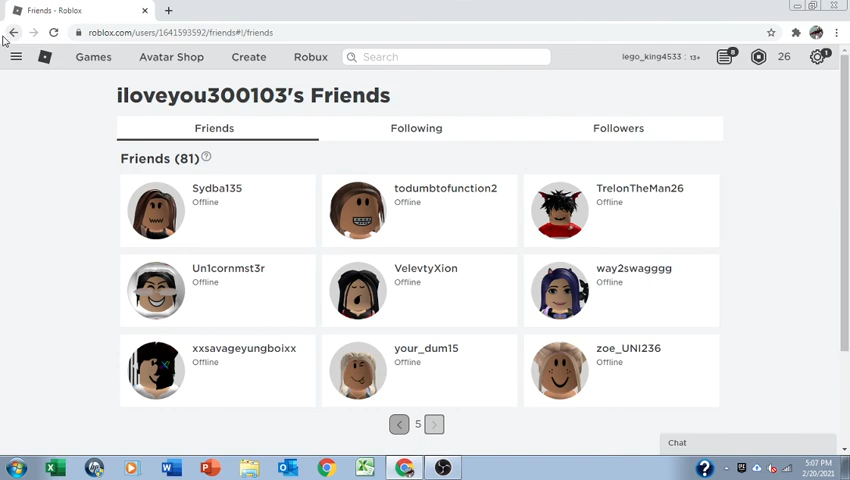 Friends - Roblox
roblox.com/users/1641593592/friends#!/friends
Games Avatar Shop Create Robux Search lego_king4533 : 13+ 8 26 1
iloveyou300103's Friends
Friends Following Followers
Friends (81) ?
Sydba135 todumbtofunction2 TrelonTheMan26
Offline Offline Offline
Un1cornmst3r VelevtyXion way2swagggg
Offline Offline Offline
xxsavageyungboixx your_dum15 zoe_UNI236
Offline Offline Offline
5
Chat
5:07 PM
2/20/2021